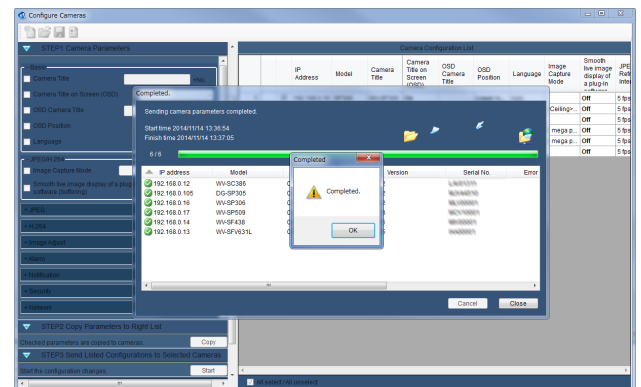 Configure Cameras
STEP1 Camera Parameters
Camera Configuration List
Basic
Camera Title
+No.
Camera Title on Screen (OSD)
OSD Camera Title
OSD Position
Language
JPEG/H.264
Image Capture Mode
Smooth live image display of a plug
software (buffering)
+JPEG
+H.264
+Image Adjust
+Alarm
+Notification
+Security
+Network
STEP2 Copy Parameters to Right List
Checked parameters are copied to cameras.
Copy
STEP3 Send Listed Configurations to Selected Cameras
Start the configuration changes.
Start
IP Address
Model
Camera Title
Camera Title on Screen (OSD)
OSD Camera Title
OSD Position
Language
Image Capture Mode
Smooth live image display of a plug-in software
JPE Refr Inter
Off 5 fps
Ceiling>... Off 5 fps
Off 5 fps
mega p... Off 5 fps
mega p... Off 5 fps
Off 5 fps
Completed.
Sending camera parameters completed.
Start time 2014/11/14 13:36:54
Finish time 2014/11/14 13:37:05
6 / 6
IP address Model Version Serial No. Error
192.168.0.12 WV-SC386
192.168.0.105 DG-SP305
192.168.0.16 WV-SP306
192.168.0.17 WV-SP509
192.168.0.14 WV-SF438
192.168.0.13 WV-SFV631L
Completed
Completed.
OK
Cancel
Close
All select / All unselect